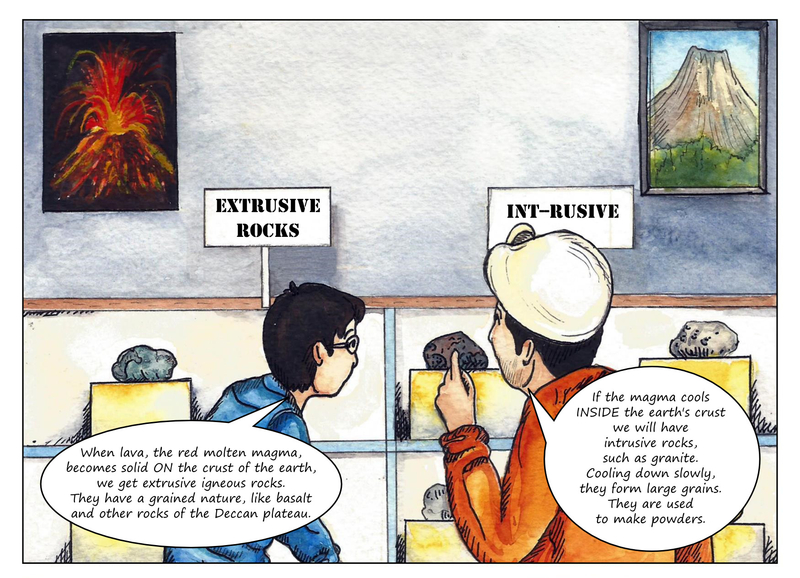 EXTRUSIVE
ROCKS
INT-RUSIVE
When lava, the red molten magma,
becomes solid ON the crust of the earth,
we get extrusive igneous rocks.
They have a grained nature, like basalt
and other rocks of the Deccan plateau.
If the magma cools
INSIDE the earth's crust
we will have
intrusive rocks,
such as granite.
Cooling down slowly,
they form large grains.
They are used
to make powders.